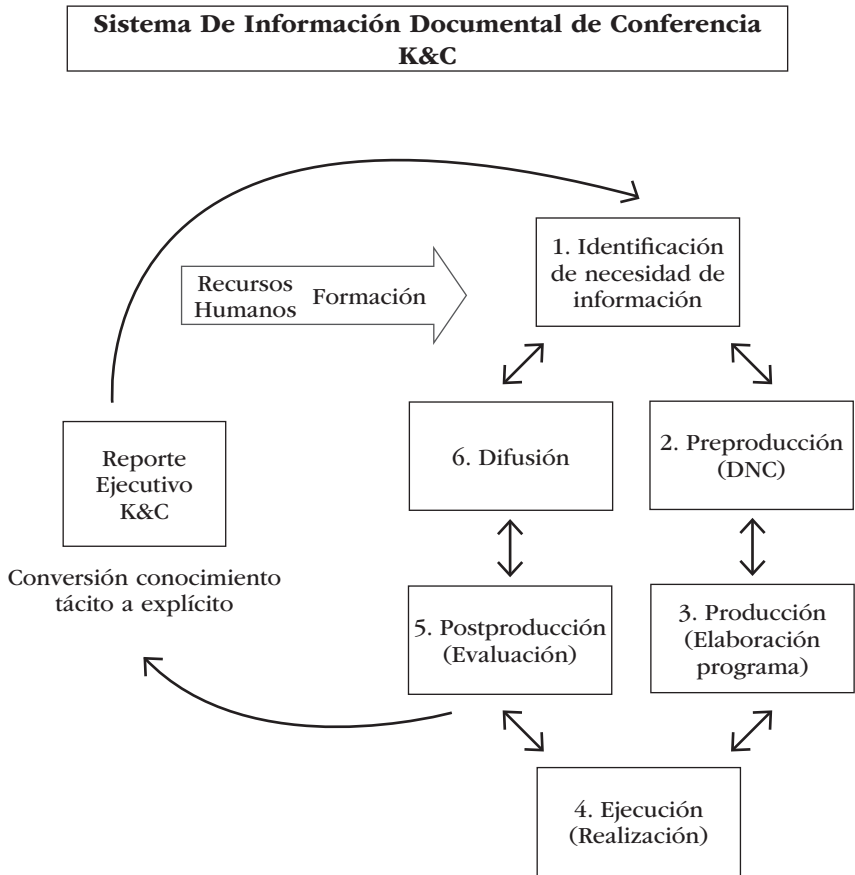 Sistema De Información Documental de Conferencia
K&C
1. Identificación
de necesidad de
información
Recursos
Humanos
Formación
6. Difusión
2. Preproducción
(DNC)
Reporte
Ejecutivo
K&C
Conversión conocimiento
tácito a explícito
5. Postproducción
(Evaluación)
3. Producción
(Elaboración
programa)
4. Ejecución
(Realización)